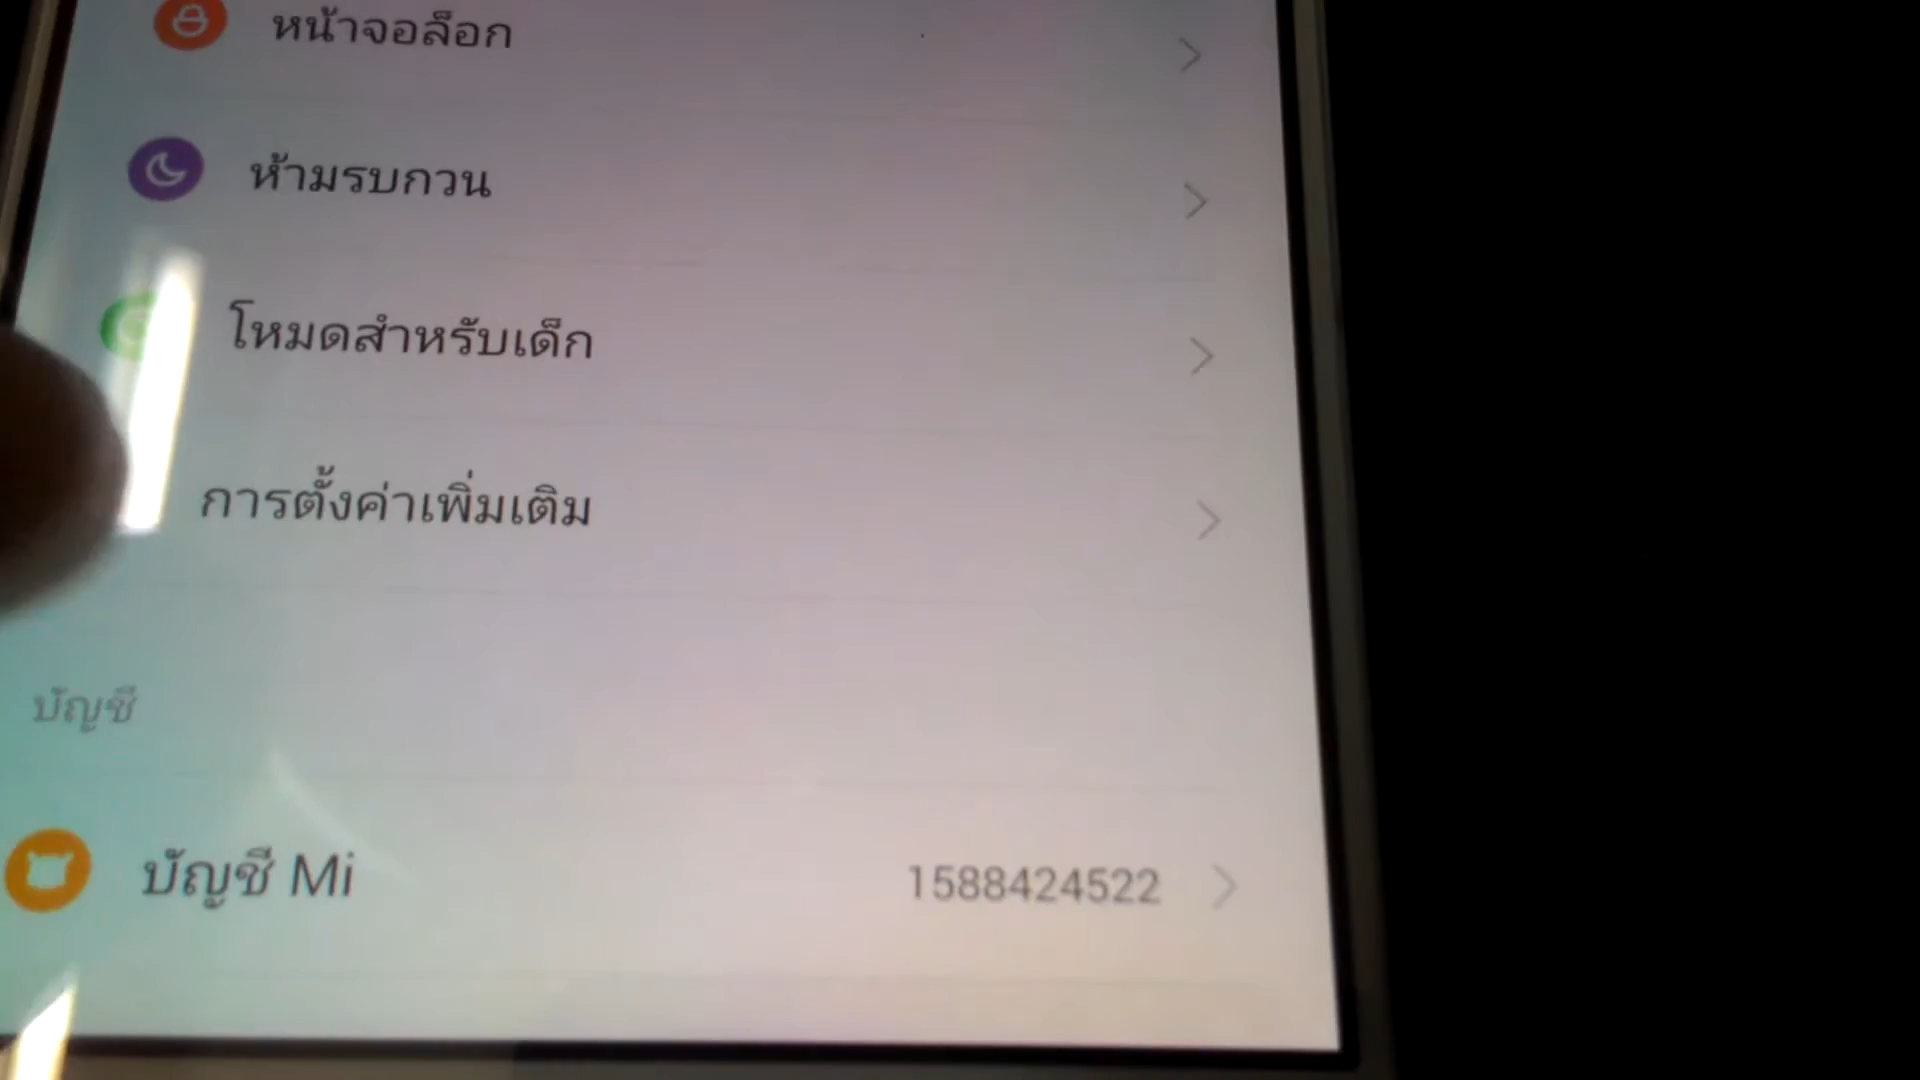 หน้าจอล็อก
ห้ามรบกวน
โหมดสำหรับเด็ก
การตั้งค่าเพิ่มเติม
บัญชี
บัญชี Mi 1588424522